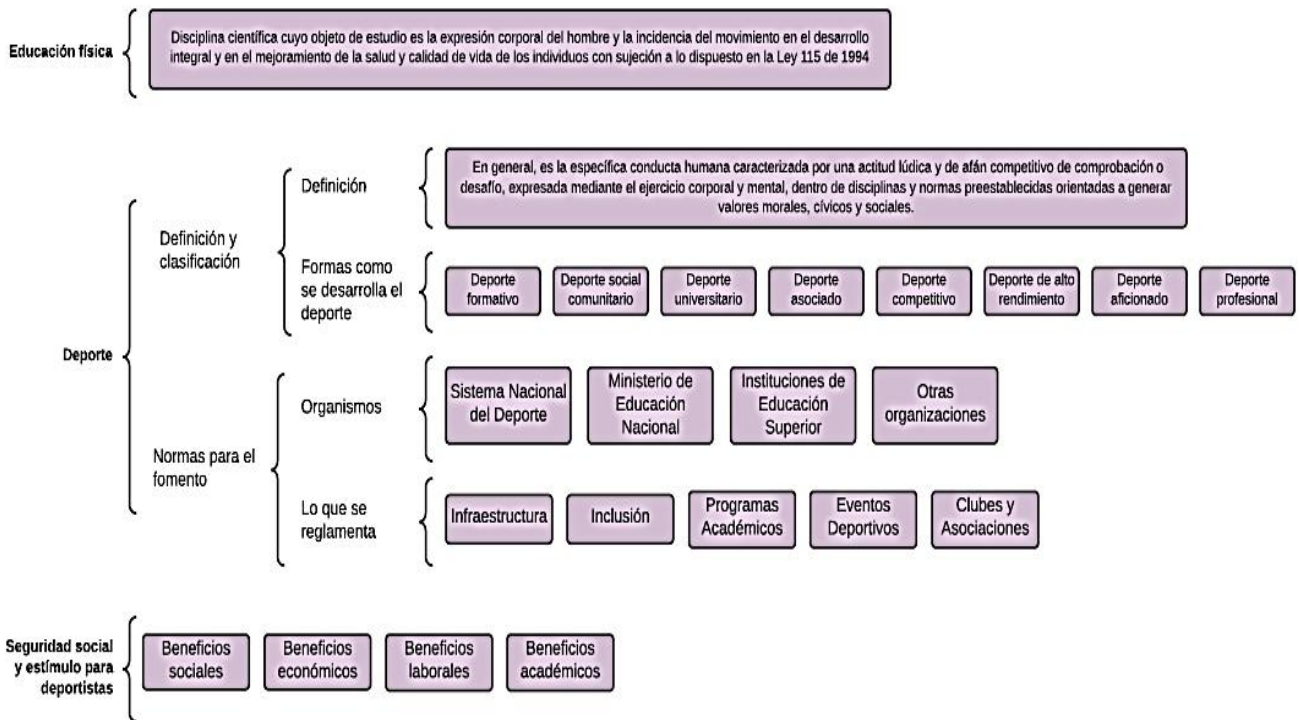 Educación física
Disciplina científica cuyo objeto de estudio es la expresión corporal del hombre y la incidencia del movimiento en el desarrollo
integral y en el mejoramiento de la salud y calidad de vida de los individuos con sujeción a lo dispuesto en la Ley 115 de 1994
Deporte
Definición y
clasificación
Definición
En general, es la específica conducta humana caracterizada por una actitud lúdica y de afán competitivo de comprobación o
desafío, expresada mediante el ejercicio corporal y mental, dentro de disciplinas y normas preestablecidas orientadas a generar
valores morales, cívicos y sociales.
Formas como
se desarrolla el
deporte
Deporte
formativo
Deporte social
comunitario
Deporte
universitario
Deporte
asociado
Deporte
competitivo
Deporte de alto
rendimiento
Deporte
aficionado
Deporte
profesional
Normas para el
fomento
Organismos
Sistema Nacional
del Deporte
Ministerio de
Educación
Nacional
Instituciones de
Educación
Superior
Otras
organizaciones
Lo que se
reglamenta
Infraestructura
Inclusión
Programas
Académicos
Eventos
Deportivos
Clubes y
Asociaciones
Seguridad social
y estímulo para
deportistas
Beneficios
sociales
Beneficios
económicos
Beneficios
laborales
Beneficios
académicos